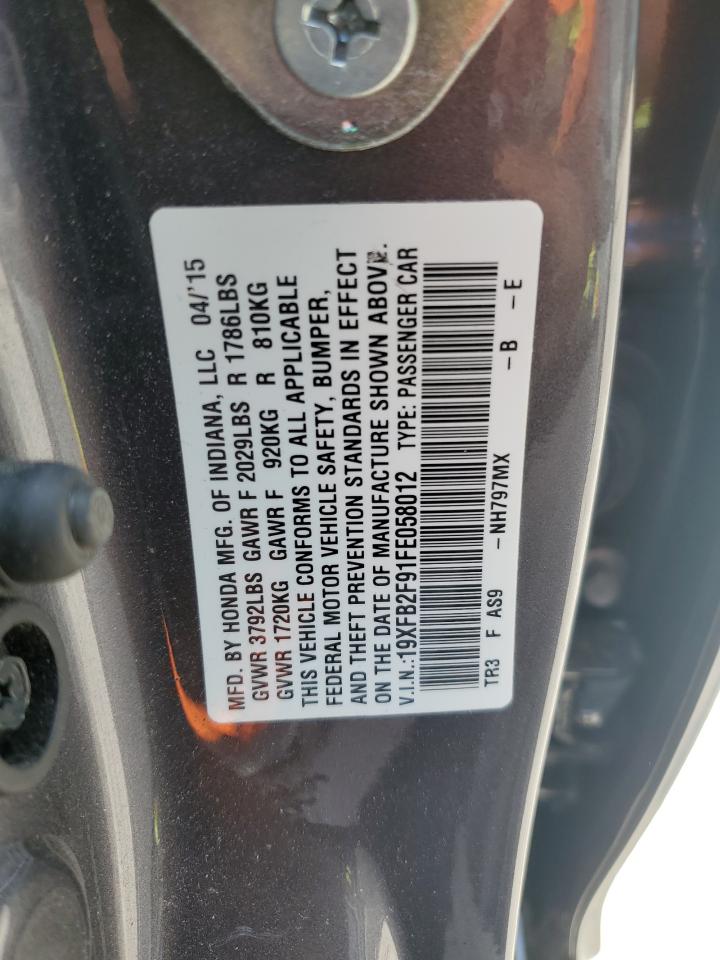 MFD. BY HONDA MFG. OF INDIANA, LLC 04/'15
GVWR 3792LBS GAWR F 2029LBS R 1786LBS
GVWR 1720KG GAWR F 920KG R 810KG
THIS VEHICLE CONFORMS TO ALL APPLICABLE
FEDERAL MOTOR VEHICLE SAFETY, BUMPER,
AND THEFT PREVENTION STANDARDS IN EFFECT
ON THE DATE OF MANUFACTURE SHOWN ABOVE.
V.I.N.:19XFB2F91FE058012 TYPE: PASSENGER CAR
TR3 F AS9 -NH797MX -B -E